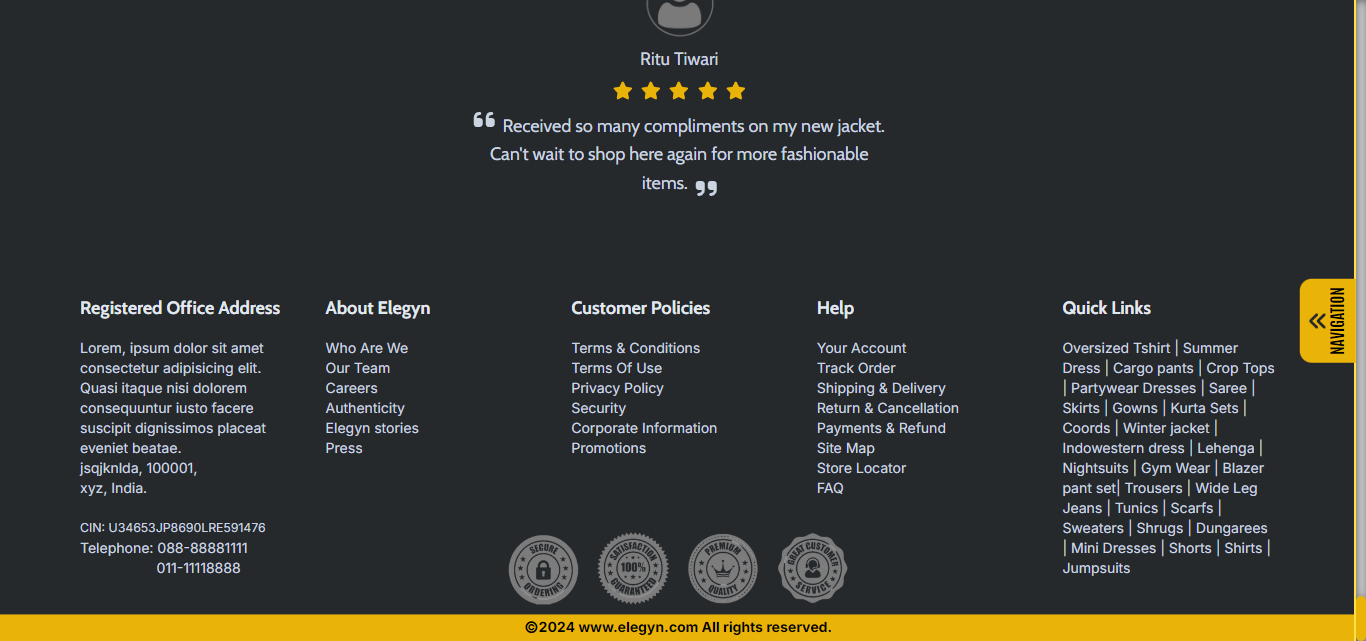 Ritu Tiwari
“ Received so many compliments on my new jacket.
Can't wait to shop here again for more fashionable
items. ”
NAVIGATION
Registered Office Address
Lorem, ipsum dolor sit amet
consectetur adipisicing elit.
Quasi itaque nisi dolorem
consequuntur iusto facere
suscipit dignissimos placeat
eveniet beatae.
jsqjknlda, 100001,
xyz, India.
CIN: U34653JP8690LRE591476
Telephone: 088-88881111
011-11118888
About Elegyn
Who Are We
Our Team
Careers
Authenticity
Elegyn stories
Press
Customer Policies
Terms & Conditions
Terms Of Use
Privacy Policy
Security
Corporate Information
Promotions
Help
Your Account
Track Order
Shipping & Delivery
Return & Cancellation
Payments & Refund
Site Map
Store Locator
FAQ
Quick Links
Oversized Tshirt | Summer
Dress | Cargo pants | Crop Tops
| Partywear Dresses | Saree |
Skirts | Gowns | Kurta Sets |
Coords | Winter jacket |
Indowestern dress | Lehenga |
Nightsuits | Gym Wear | Blazer
pant set| Trousers | Wide Leg
Jeans | Tunics | Scarfs |
Sweaters | Shrugs | Dungarees
| Mini Dresses | Shorts | Shirts |
Jumpsuits
SECURE
ORDERING
SATISFACTION
100%
GUARANTEED
PREMIUM
QUALITY
GREAT CUSTOMER
SERVICE
©2024 www.elegyn.com All rights reserved.